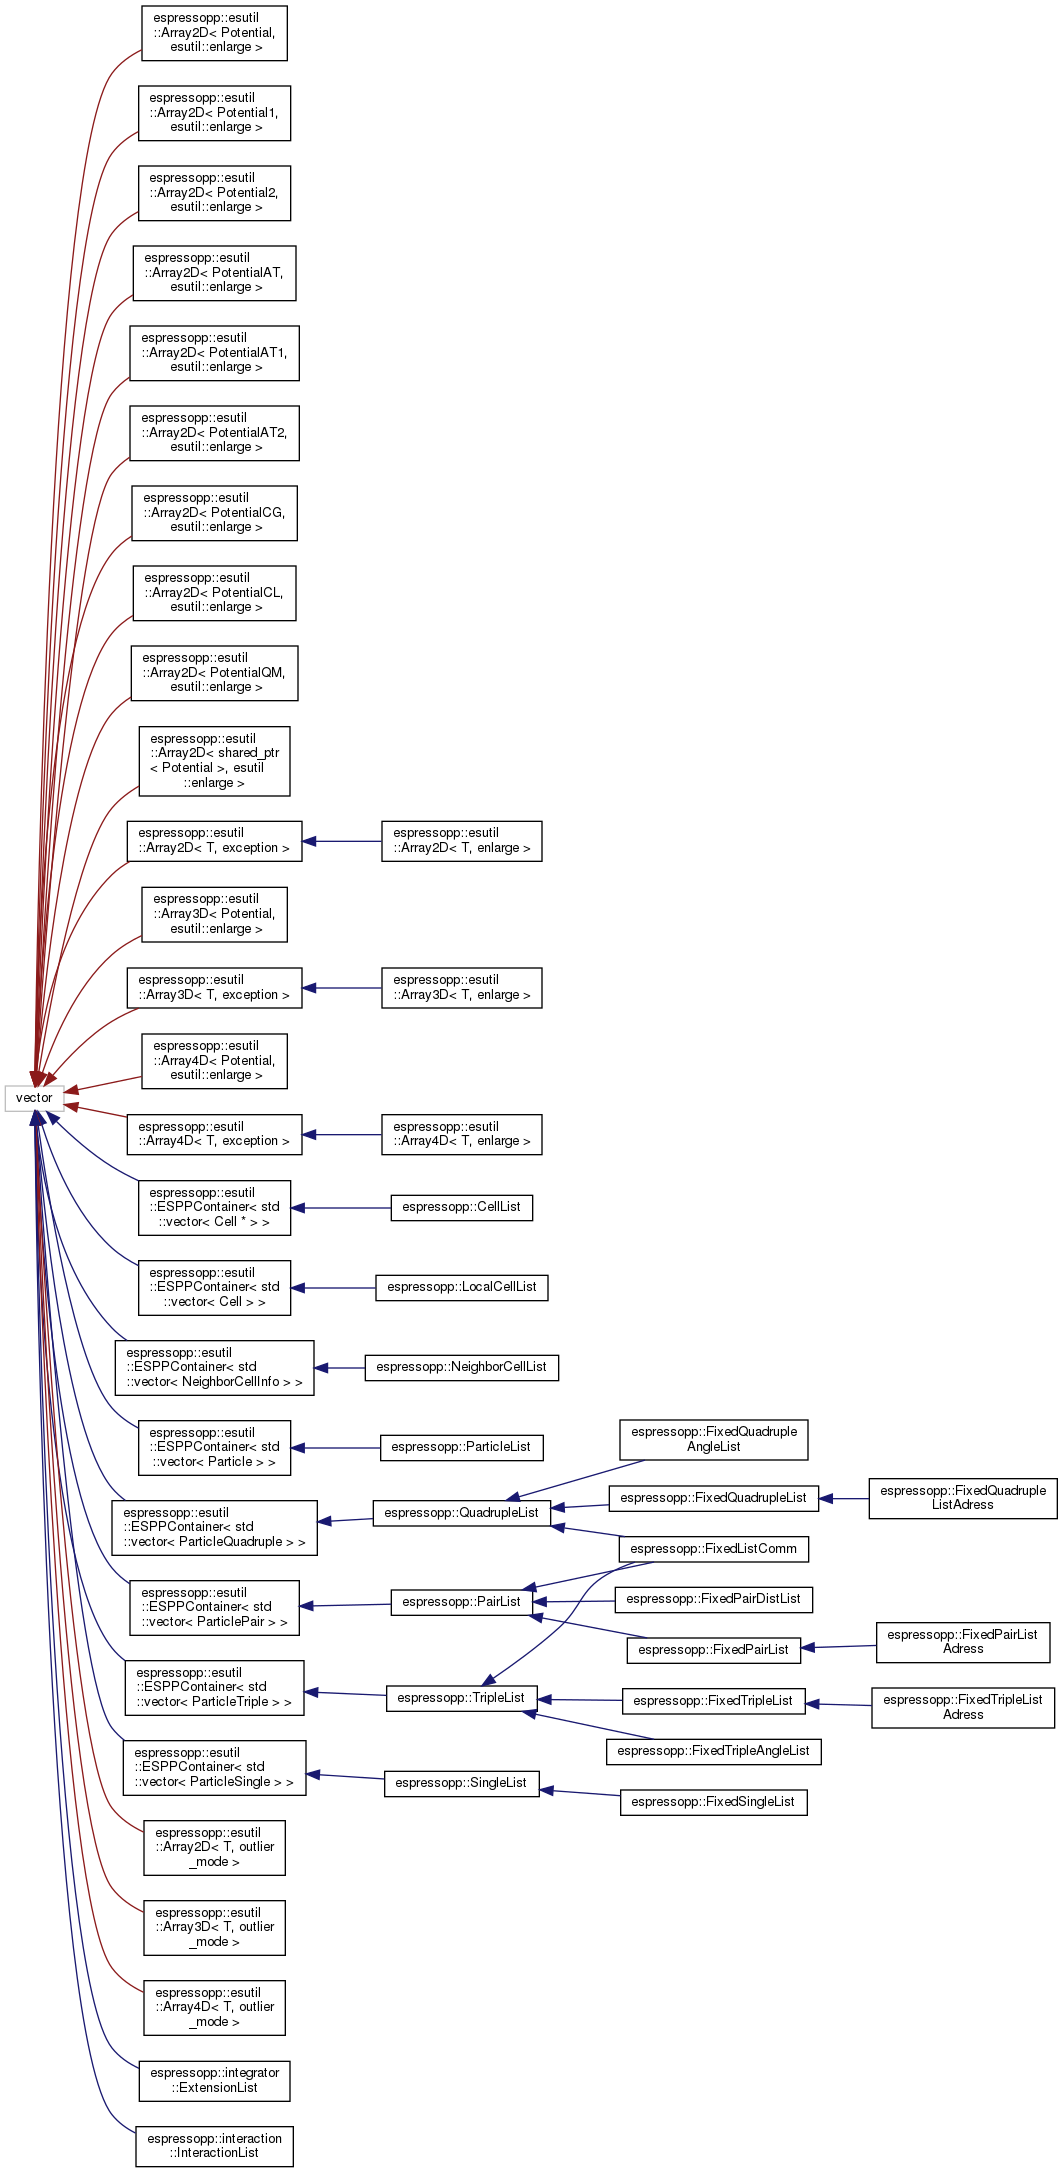 espressopp::esutil
::Array2D< Potential,
esutil::enlarge >
espressopp::esutil
::Array2D< Potential1,
esutil::enlarge >
espressopp::esutil
::Array2D< Potential2,
esutil::enlarge >
espressopp::esutil
::Array2D< PotentialAT,
esutil::enlarge >
espressopp::esutil
::Array2D< PotentialAT1,
esutil::enlarge >
espressopp::esutil
::Array2D< PotentialAT2,
esutil::enlarge >
espressopp::esutil
::Array2D< PotentialCG,
esutil::enlarge >
espressopp::esutil
::Array2D< PotentialCL,
esutil::enlarge >
espressopp::esutil
::Array2D< PotentialQM,
esutil::enlarge >
espressopp::esutil
::Array2D< shared_ptr
< Potential >, esutil
::enlarge >
espressopp::esutil
::Array2D< T, exception >
espressopp::esutil
::Array2D< T, enlarge >
espressopp::esutil
::Array3D< Potential,
esutil::enlarge >
espressopp::esutil
::Array3D< T, exception >
espressopp::esutil
::Array3D< T, enlarge >
espressopp::esutil
::Array4D< Potential,
esutil::enlarge >
vector
espressopp::esutil
::Array4D< T, exception >
espressopp::esutil
::Array4D< T, enlarge >
espressopp::esutil
::ESPPContainer< std
::vector< Cell * > >
espressopp::CellList
espressopp::esutil
::ESPPContainer< std
::vector< Cell > >
espressopp::LocalCellList
espressopp::esutil
::ESPPContainer< std
::vector< NeighborCellInfo > >
espressopp::NeighborCellList
espressopp::esutil
::ESPPContainer< std
::vector< Particle > >
espressopp::ParticleList
espressopp::FixedQuadruple
AngleList
espressopp::esutil
::ESPPContainer< std
::vector< ParticleQuadruple > >
espressopp::QuadrupleList
espressopp::FixedQuadrupleList
espressopp::FixedQuadruple
ListAdress
espressopp::FixedListComm
espressopp::esutil
::ESPPContainer< std
::vector< ParticlePair > >
espressopp::PairList
espressopp::FixedPairDistList
espressopp::FixedPairList
espressopp::FixedPairList
Adress
espressopp::esutil
::ESPPContainer< std
::vector< ParticleTriple > >
espressopp::TripleList
espressopp::FixedTripleList
espressopp::FixedTripleList
Adress
espressopp::FixedTripleAngleList
espressopp::esutil
::ESPPContainer< std
::vector< ParticleSingle > >
espressopp::SingleList
espressopp::FixedSingleList
espressopp::esutil
::Array2D< T, outlier
_mode >
espressopp::esutil
::Array3D< T, outlier
_mode >
espressopp::esutil
::Array4D< T, outlier
_mode >
espressopp::integrator
::ExtensionList
espressopp::interaction
::InteractionList